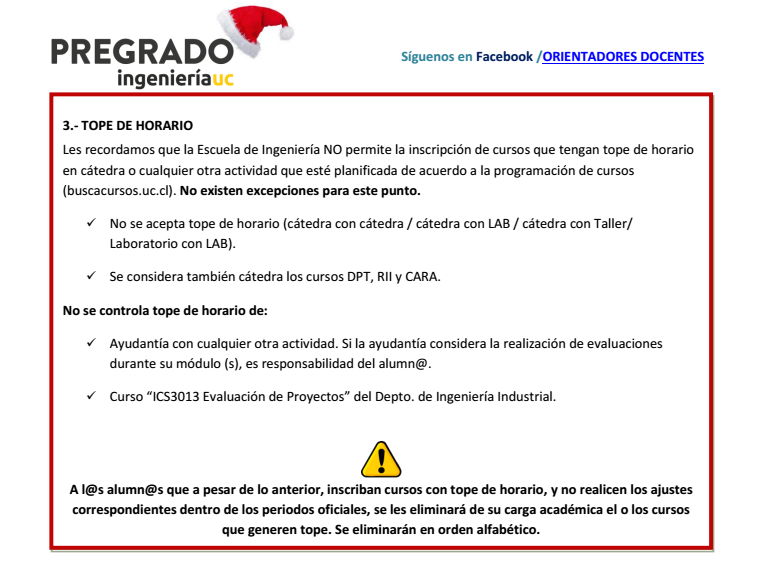 PREGRADO
ingenieríauc
Síguenos en Facebook /ORIENTADORES DOCENTES
3.- TOPE DE HORARIO
Les recordamos que la Escuela de Ingeniería NO permite la inscripción de cursos que tengan tope de horario
en cátedra o cualquier otra actividad que esté planificada de acuerdo a la programación de cursos
(buscacursos.uc.cl). No existen excepciones para este punto.
✓ No se acepta tope de horario (cátedra con cátedra / cátedra con LAB / cátedra con Taller/
Laboratorio con LAB).
✓ Se considera también cátedra los cursos DPT, RII y CARA.
No se controla tope de horario de:
✓ Ayudantía con cualquier otra actividad. Si la ayudantía considera la realización de evaluaciones
durante su módulo (s), es responsabilidad del alumn@.
✓ Curso “ICS3013 Evaluación de Proyectos” del Depto. de Ingeniería Industrial.
!
A l@s alumn@s que a pesar de lo anterior, inscriban cursos con tope de horario, y no realicen los ajustes
correspondientes dentro de los periodos oficiales, se les eliminará de su carga académica el o los cursos
que generen tope. Se eliminarán en orden alfabético.